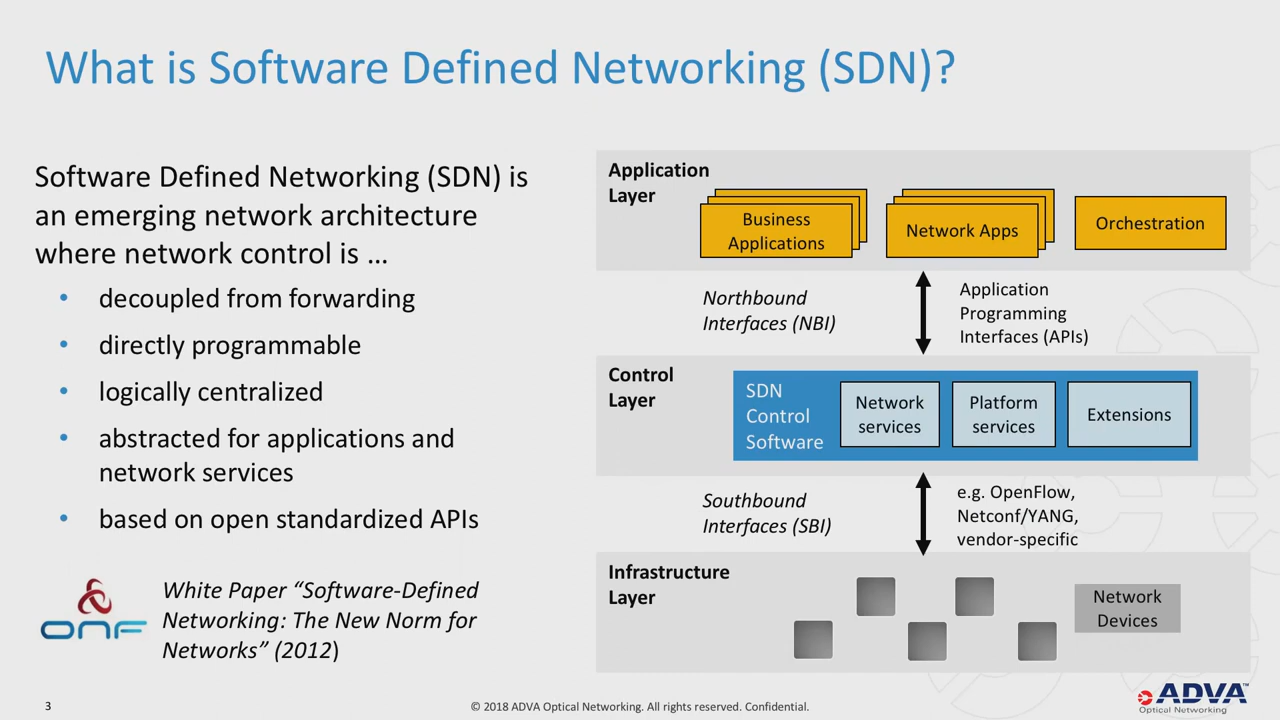 What is Software Defined Networking (SDN)?
Software Defined Networking (SDN) is
an emerging network architecture
where network control is ...
• decoupled from forwarding
• directly programmable
• logically centralized
• abstracted for applications and
network services
• based on open standardized APIs
ONF
White Paper “Software-Defined
Networking: The New Norm for
Networks” (2012)
Application
Layer
Business
Applications
Network Apps
Orchestration
Northbound
Interfaces (NBI)
Application
Programming
Interfaces (APIs)
Control
Layer
SDN
Control
Software
Network
services
Platform
services
Extensions
Southbound
Interfaces (SBI)
e.g. OpenFlow,
Netconf/YANG,
vendor-specific
Infrastructure
Layer
Network
Devices
3
© 2018 ADVA Optical Networking. All rights reserved. Confidential.
ADVA™
Optical Networking